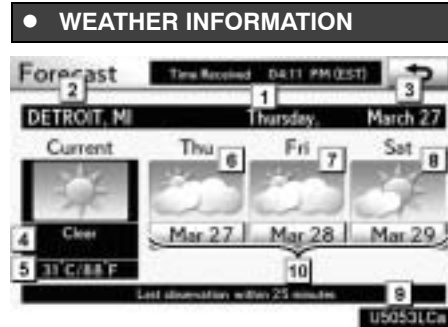 ● WEATHER INFORMATION
Forecast Time Received 04:11 PM (EST)
2 1 3
DETROIT, MI Thursday, March 27
Current Thu Fri Sat
6 7 8
4 Clear Mar 27 Mar 28 Mar 29
5 31°C/88°F
10
9
Last observation within 25 minutes
U5053LCa